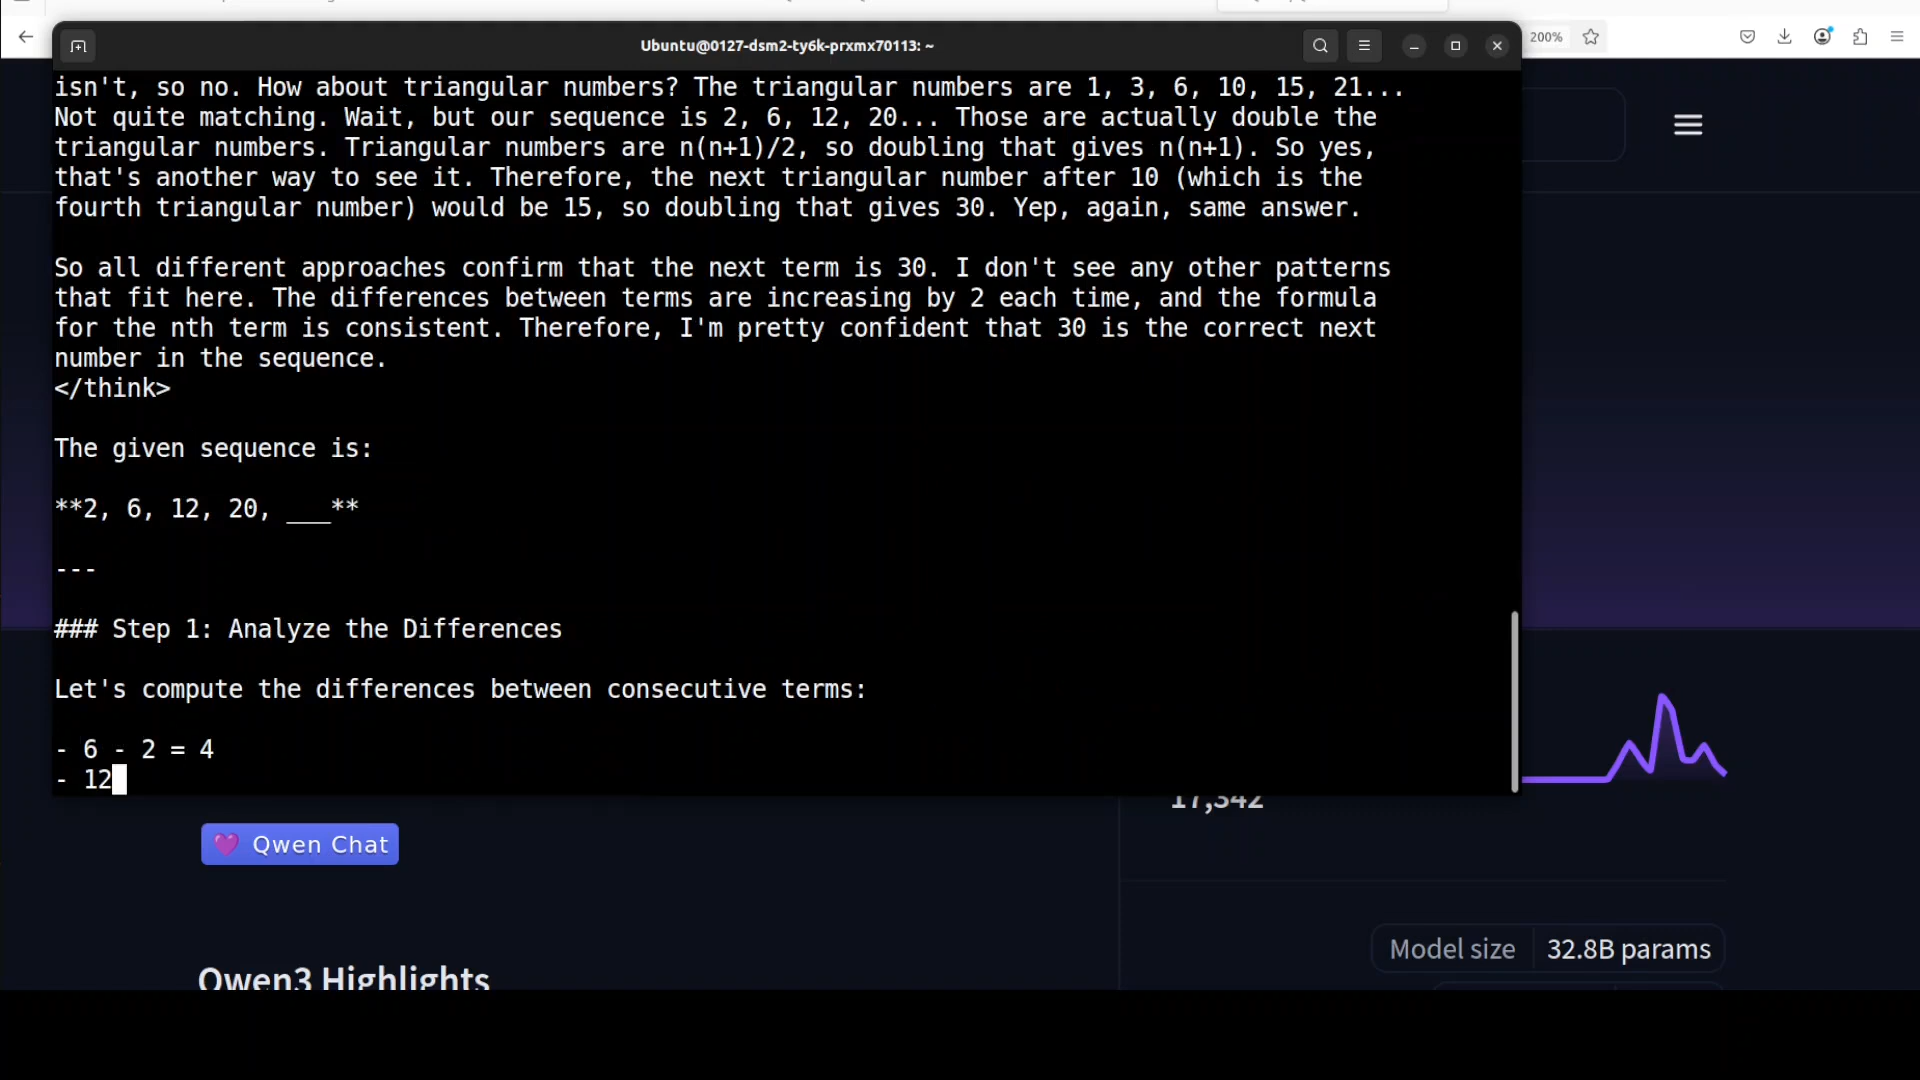 Ubuntu@0127-dsm2-ty6k-prxmx70113: ~
200%
isn't, so no. How about triangular numbers? The triangular numbers are 1, 3, 6, 10, 15, 21...
Not quite matching. Wait, but our sequence is 2, 6, 12, 20... Those are actually double the
triangular numbers. Triangular numbers are n(n+1)/2, so doubling that gives n(n+1). So yes,
that's another way to see it. Therefore, the next triangular number after 10 (which is the
fourth triangular number) would be 15, so doubling that gives 30. Yep, again, same answer.
So all different approaches confirm that the next term is 30. I don't see any other patterns
that fit here. The differences between terms are increasing by 2 each time, and the formula
for the nth term is consistent. Therefore, I'm pretty confident that 30 is the correct next
number in the sequence.
</think>
The given sequence is:
**2, 6, 12, 20, ___**
---
### Step 1: Analyze the Differences
Let's compute the differences between consecutive terms:
- 6 - 2 = 4
- 12
17,342
Qwen Chat
Model size 32.8B params
Qwen3 Highlights